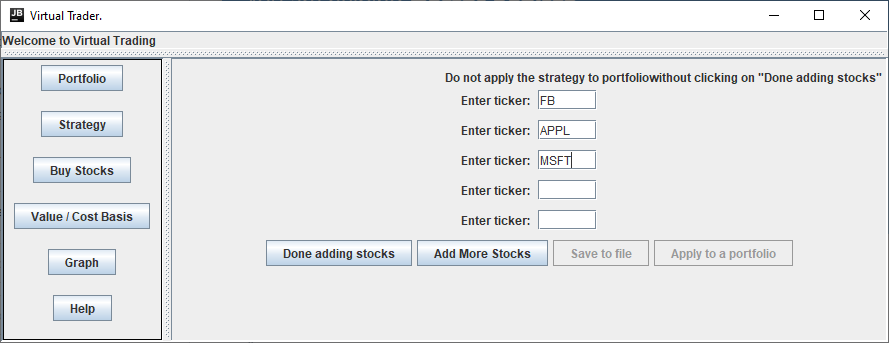 JB Virtual Trader.
Welcome to Virtual Trading
Portfolio
Strategy
Buy Stocks
Value / Cost Basis
Graph
Help
Do not apply the strategy to portfoliowithout clicking on "Done adding stocks"
Enter ticker: FB
Enter ticker: APPL
Enter ticker: MSFT
Enter ticker:
Enter ticker:
Done adding stocks Add More Stocks Save to file Apply to a portfolio